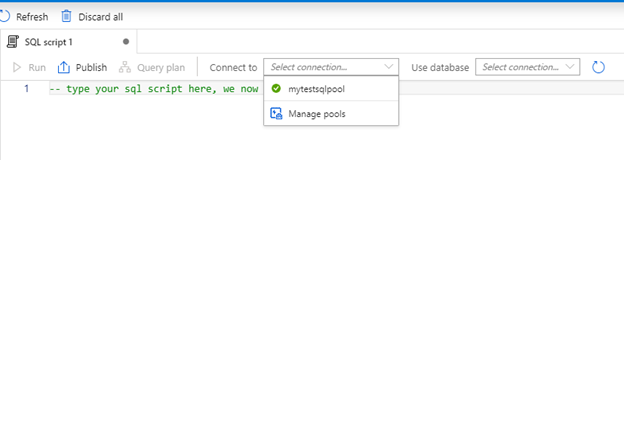 Refresh Discard all
SQL script 1
Run Publish Query plan Connect to Select connection... Use database Select connection...
1 -- type your sql script here, we now
mytestsqlpool
Manage pools